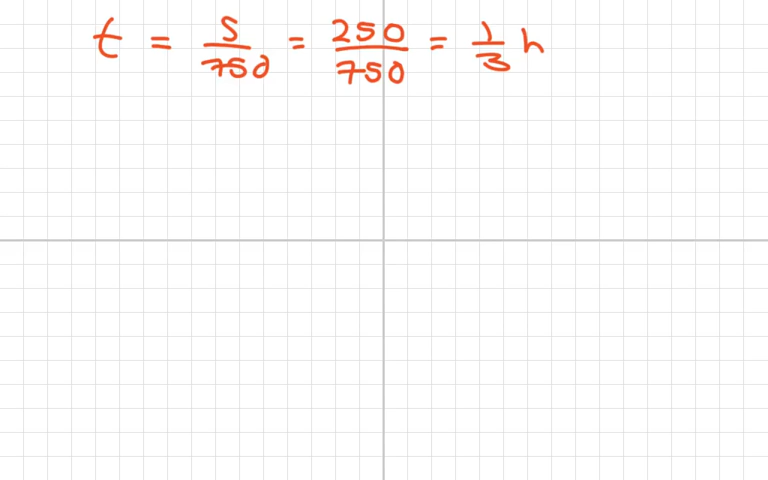 t = s/750 = 250/750 = 1/3 h